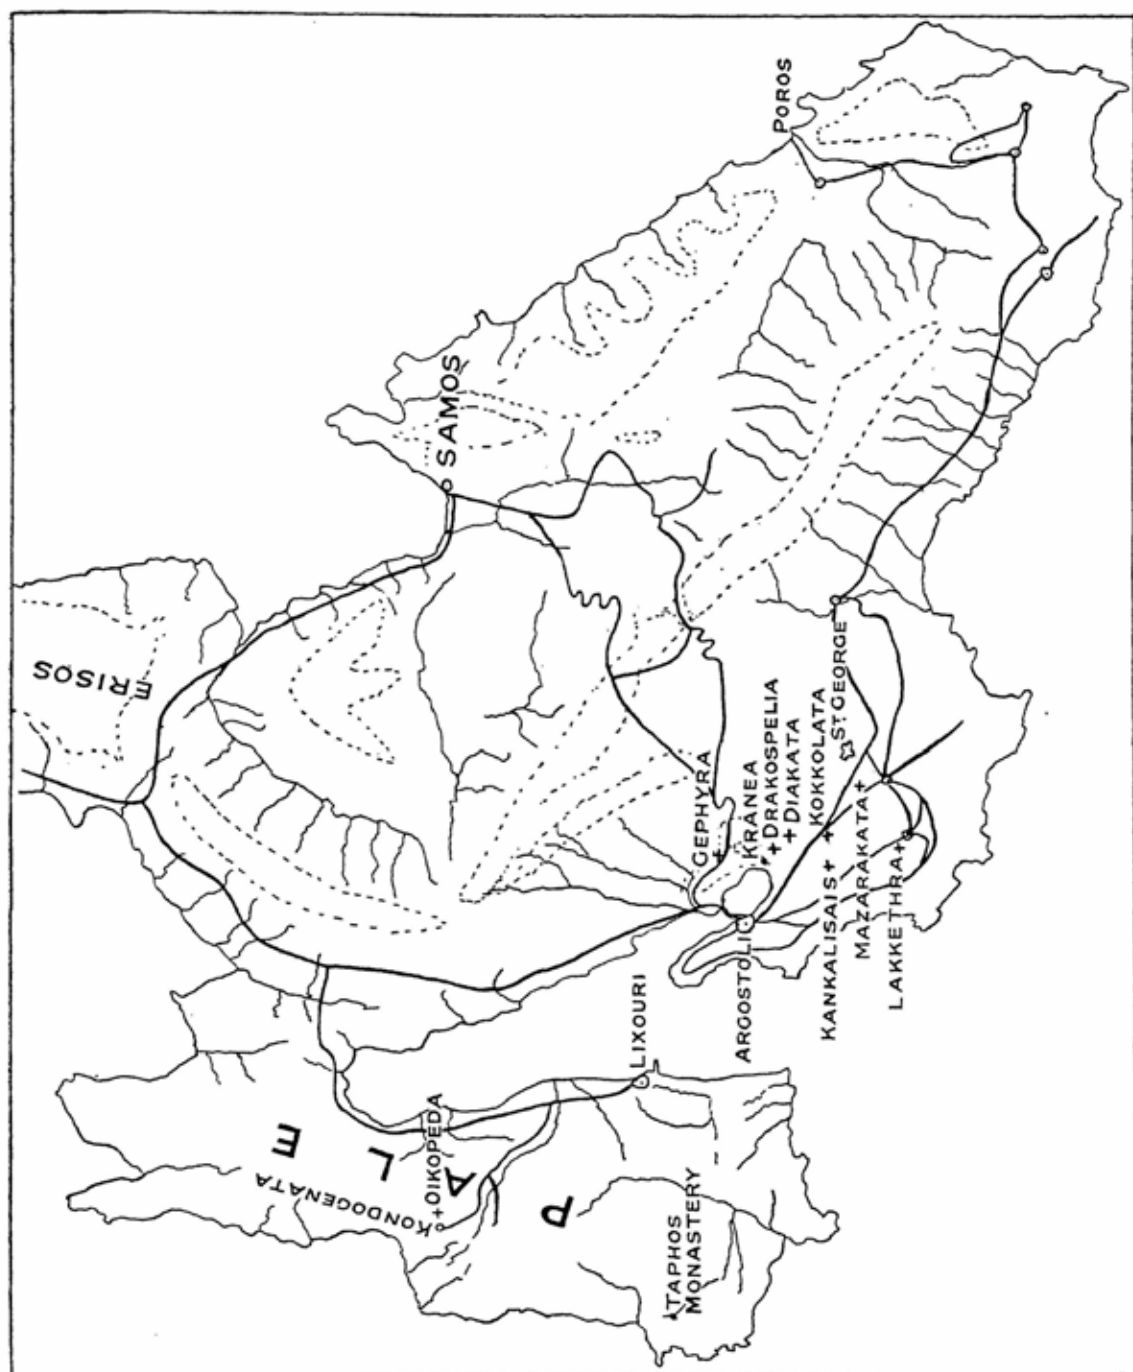 ERISOS
SAMOS
POROS
PALE
KONDOGENATA
+OIKOPEDA
LIXOURI
TAPHOS
MONASTERY
GEPHYRA
KRANEA
+DRAKOSPELIA
+DIAKATA
+KOKKOLATA
ST GEORGE
ARGOSTOLI
KANKALISAIS+
MAZARAKATA+
LAKKETHRA+